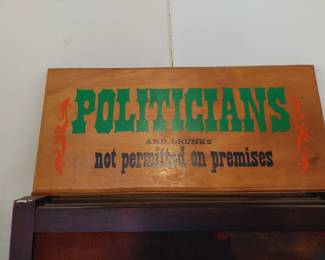 POLITICIANS
AND DRUNKS
not permitted on premises